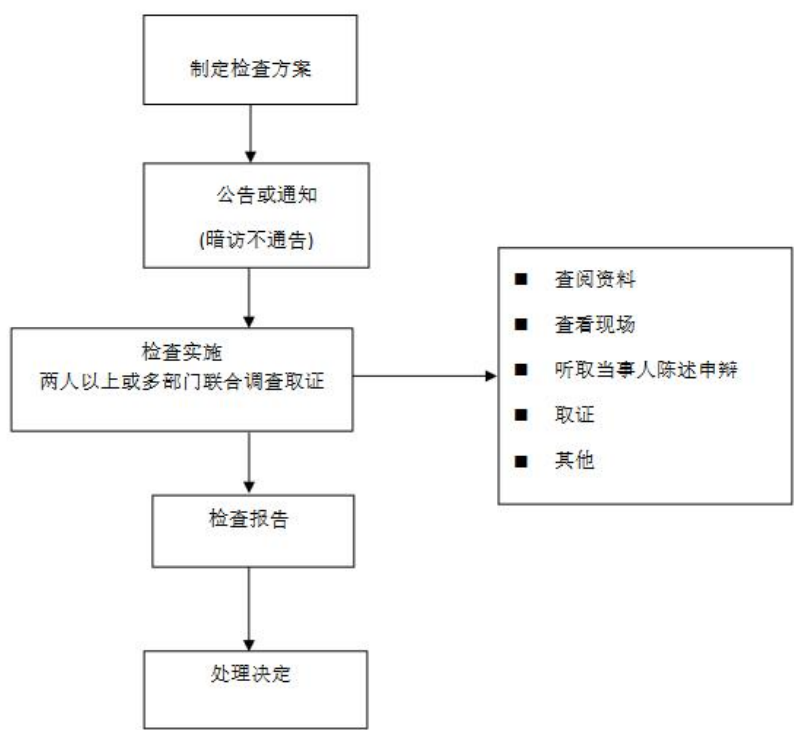 制定检查方案
公告或通知
(暗访不通告)
检查实施
两人以上或多部门联合调查取证
■ 查阅资料
■ 查看现场
■ 听取当事人陈述申辩
■ 取证
■ 其他
检查报告
处理决定